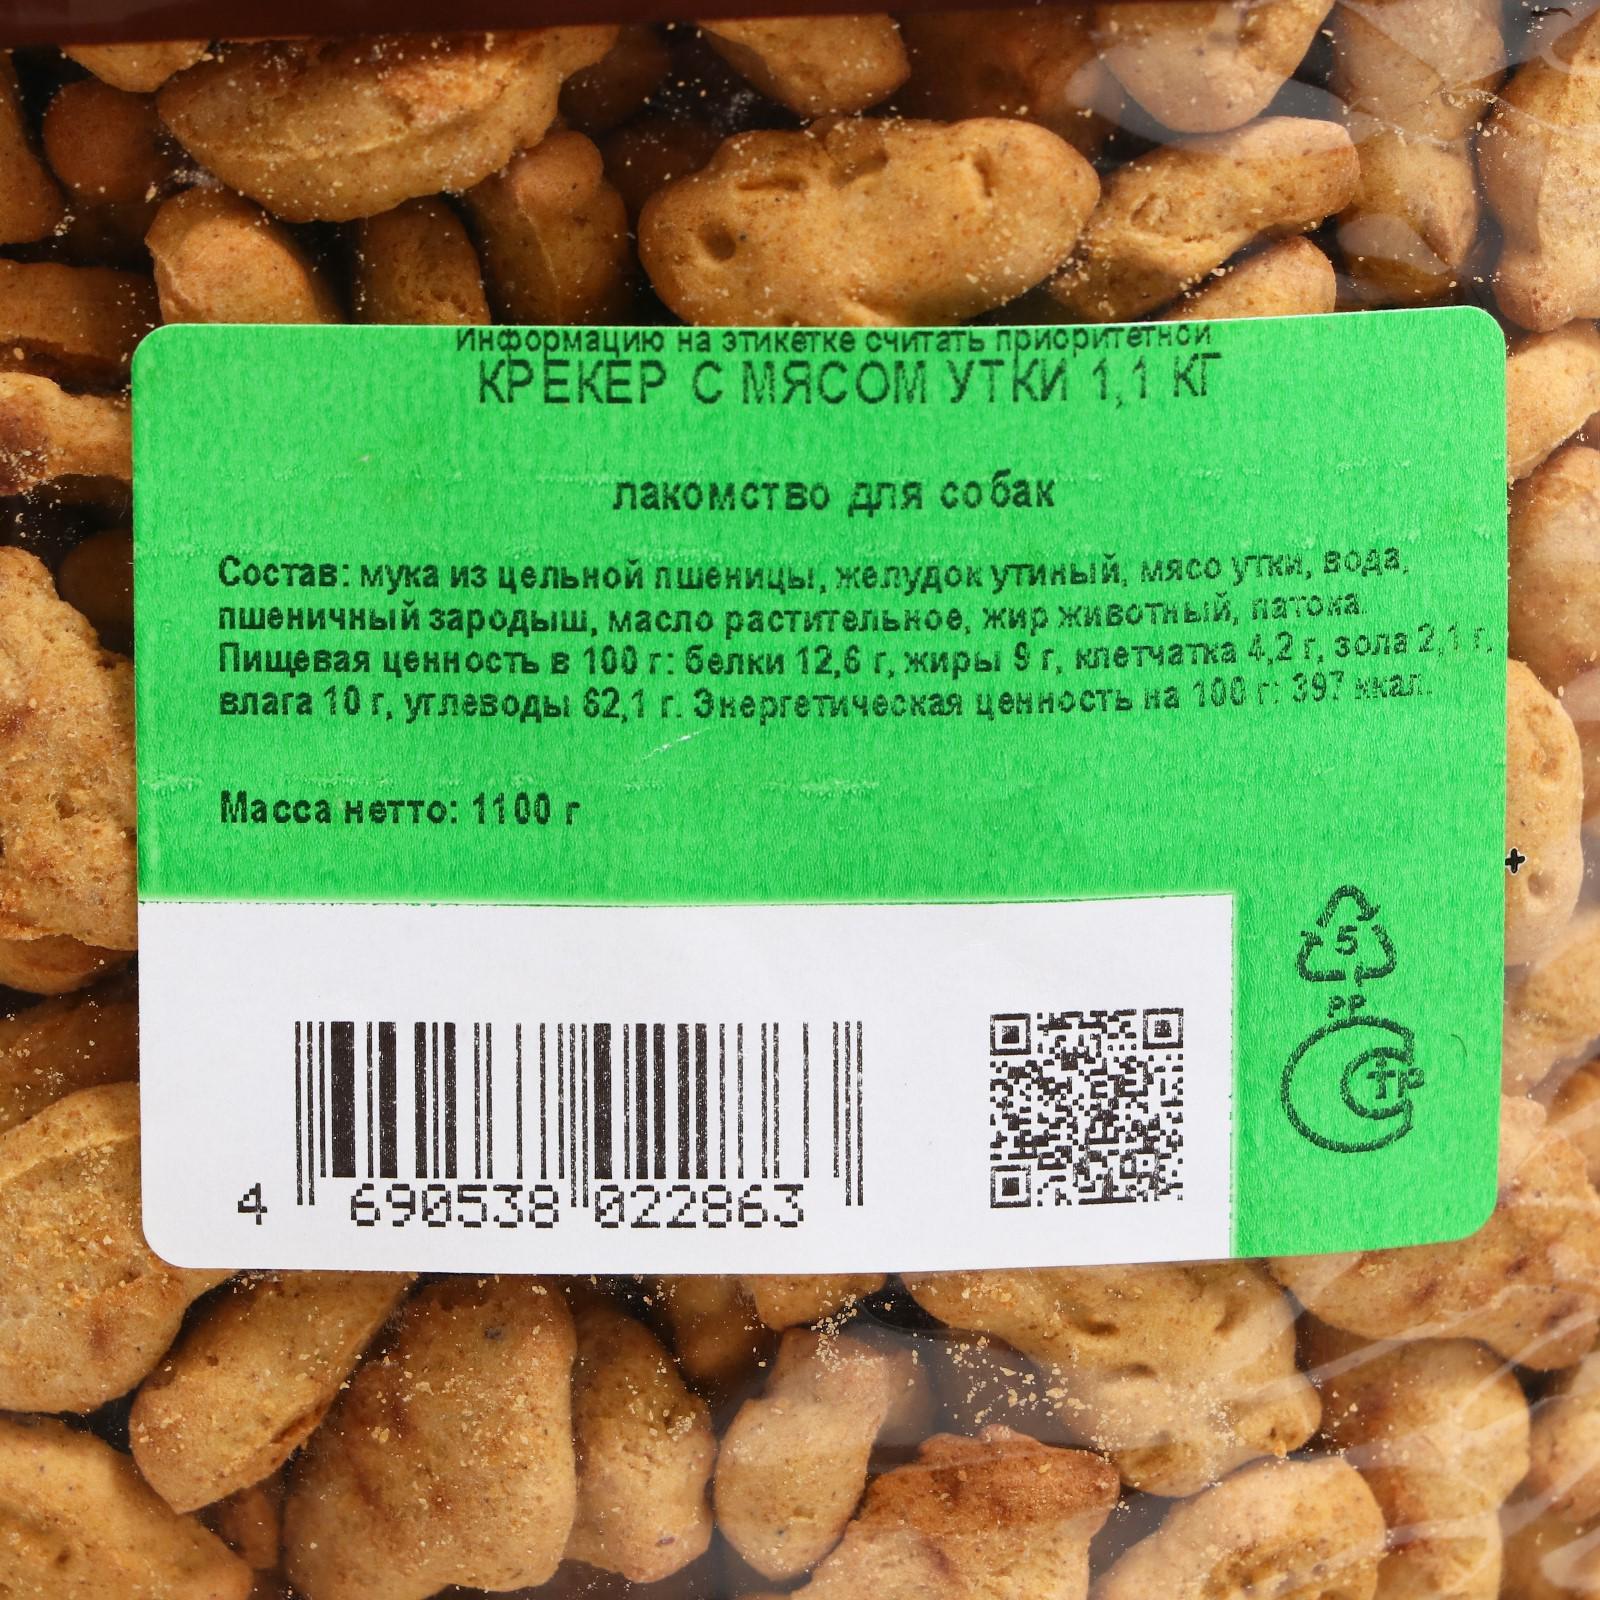 Информацию на этикетке считать приоритетной
КРЕКЕР С МЯСОМ УТКИ 1,1 КГ
лакомство для собак
Состав: мука из цельной пшеницы, желудок утиный, мясо утки, вода,
пшеничный зародыш, масло растительное, жир животный, патока.
Пищевая ценность в 100 г: белки 12,6 г, жиры 9 г, клетчатка 4,2 г, зола 2,1 г,
влага 10 г, углеводы 62,1 г. Энергетическая ценность на 100 г: 397 ккал.
Масса нетто: 1100 г
5
PP
СТР
4 690538 022863